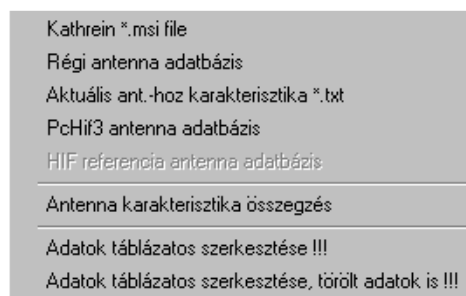 Kathrein *.msi file
Régi antenna adatbázis
Aktuális ant.-hoz karakterisztika *.txt
PcHif3 antenna adatbázis
HIF referencia antenna adatbázis
Antenna karakterisztika összegzés
Adatok táblázatos szerkesztése !!!
Adatok táblázatos szerkesztése, törölt adatok is !!!